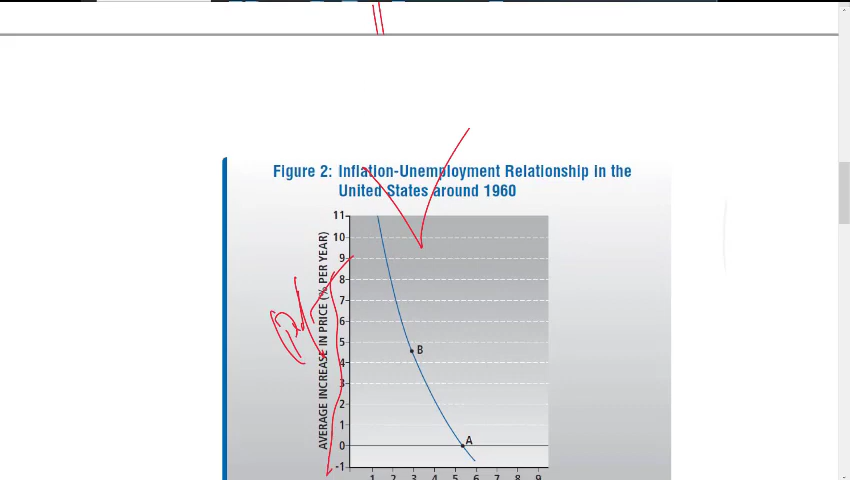 Figure 2: Inflation-Unemployment Relationship in the
United States around 1960
AVERAGE INCREASE IN PRICE (% PER YEAR)
11
10
9
8
7
6
5
4
3
2
1
0
-1
B
A
1 2 3 4 5 6 7 8 9